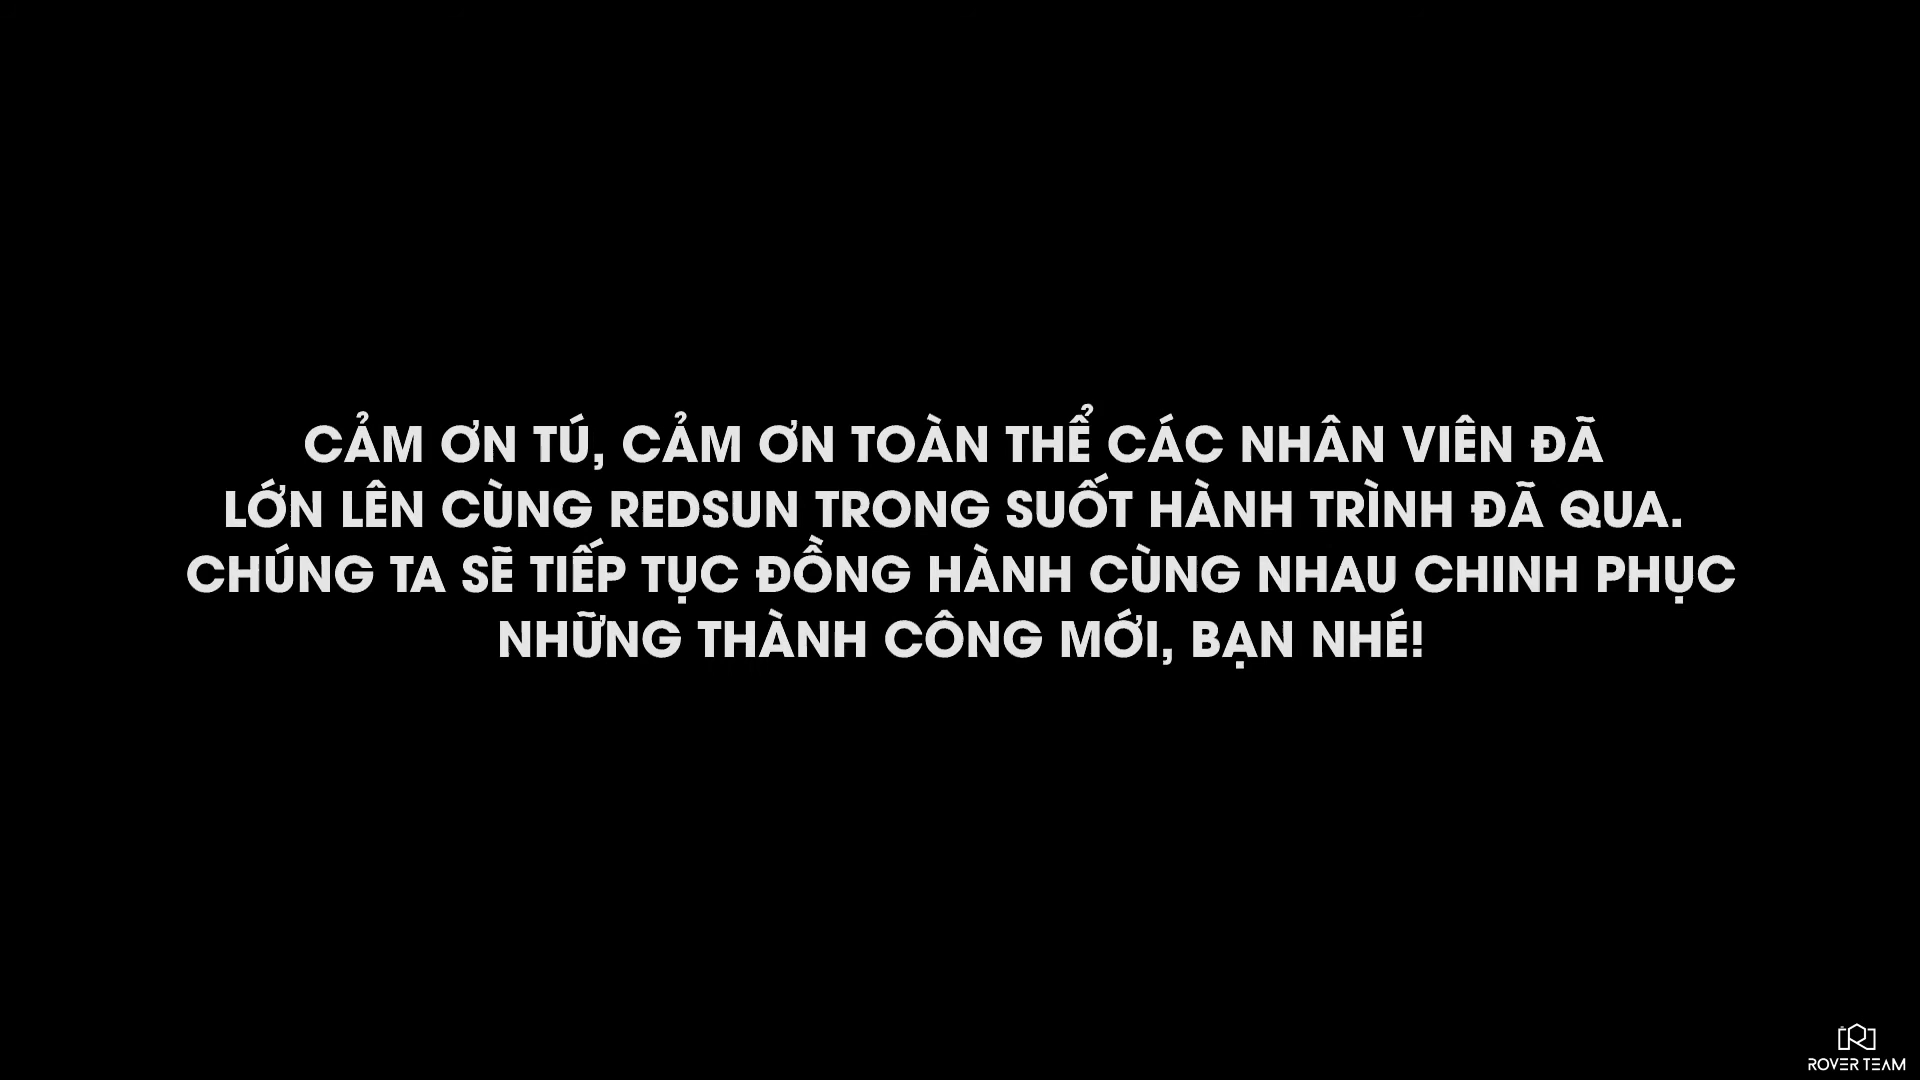 CẢM ƠN TÚ, CẢM ƠN TOÀN THỂ CÁC NHÂN VIÊN ĐÃ
LỚN LÊN CÙNG REDSUN TRONG SUỐT HÀNH TRÌNH ĐÃ QUA.
CHÚNG TA SẼ TIẾP TỤC ĐỒNG HÀNH CÙNG NHAU CHINH PHỤC
NHỮNG THÀNH CÔNG MỚI, BẠN NHÉ!
ROVER TEAM